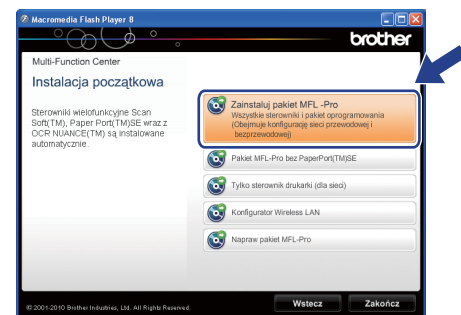 Macromedia Flash Player 8
brother
Multi-Function Center
Instalacja początkowa
Sterowniki wielofunkcyjne Scan
Soft(TM), Paper Port(TM)SE wraz z
OCR NUANCE(TM) są instalowane
automatycznie.
Zainstaluj pakiet MFL -Pro
Wszystkie sterowniki i pakiet oprogramowania
(Obejmuje konfigurację sieci przewodowej i
bezprzewodowej)
Pakiet MFL-Pro bez PaperPort(TM)SE
Tylko sterownik drukarki (dla sieci)
Konfigurator Wireless LAN
Napraw pakiet MFL-Pro
© 2001-2010 Brother Industries, Ltd. All Rights Reserved.
Wstecz
Zakończ